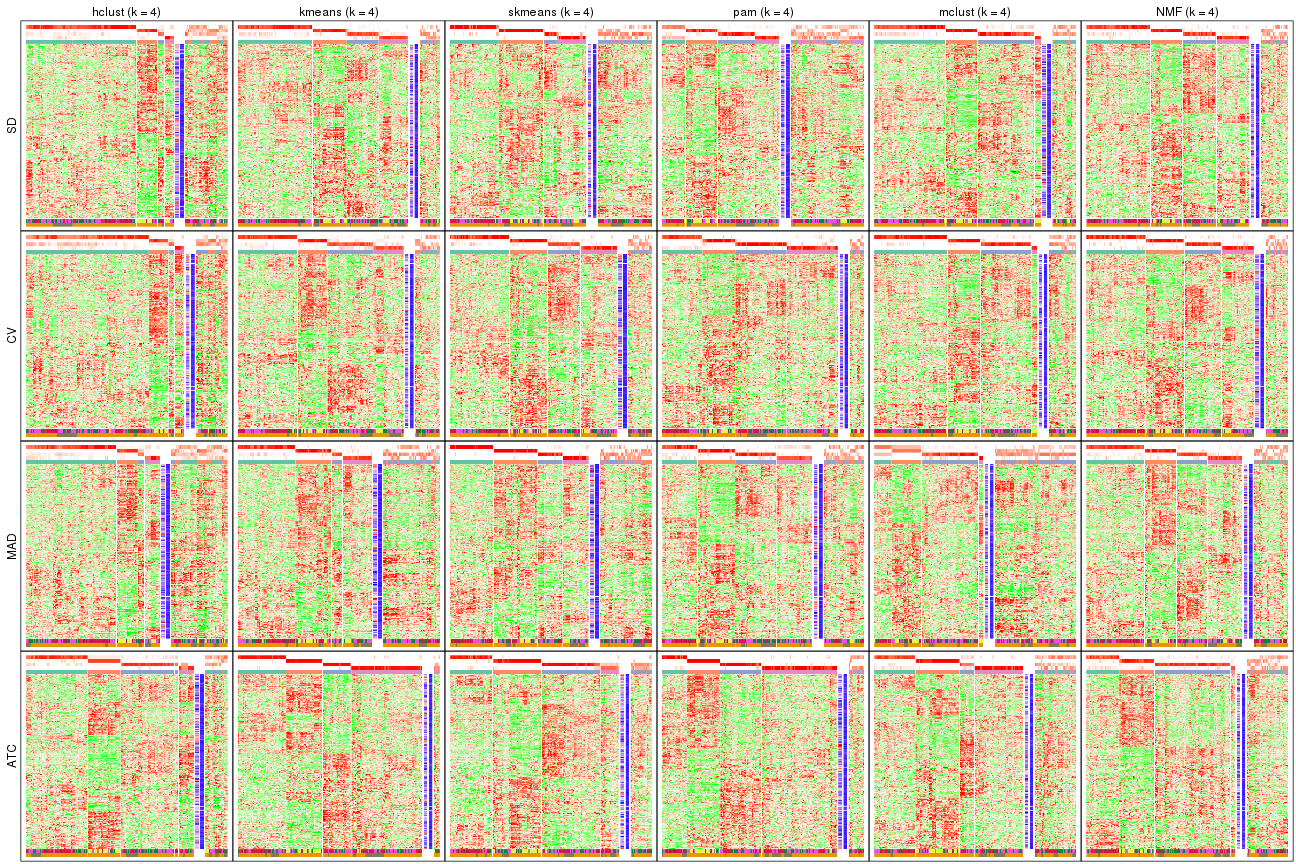 hclust (k = 4)
kmeans (k = 4)
skmeans (k = 4)
pam (k = 4)
mclust (k = 4)
NMF (k = 4)
SD
CV
MAD
ATC